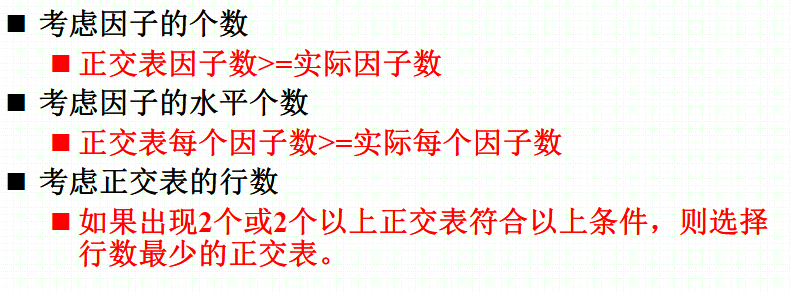 ■ 考虑因子的个数
■ 正交表因子数>=实际因子数
■ 考虑因子的水平个数
■ 正交表每个因子数>=实际每个因子数
■ 考虑正交表的行数
■ 如果出现2个或2个以上正交表符合以上条件，则选择
行数最少的正交表。